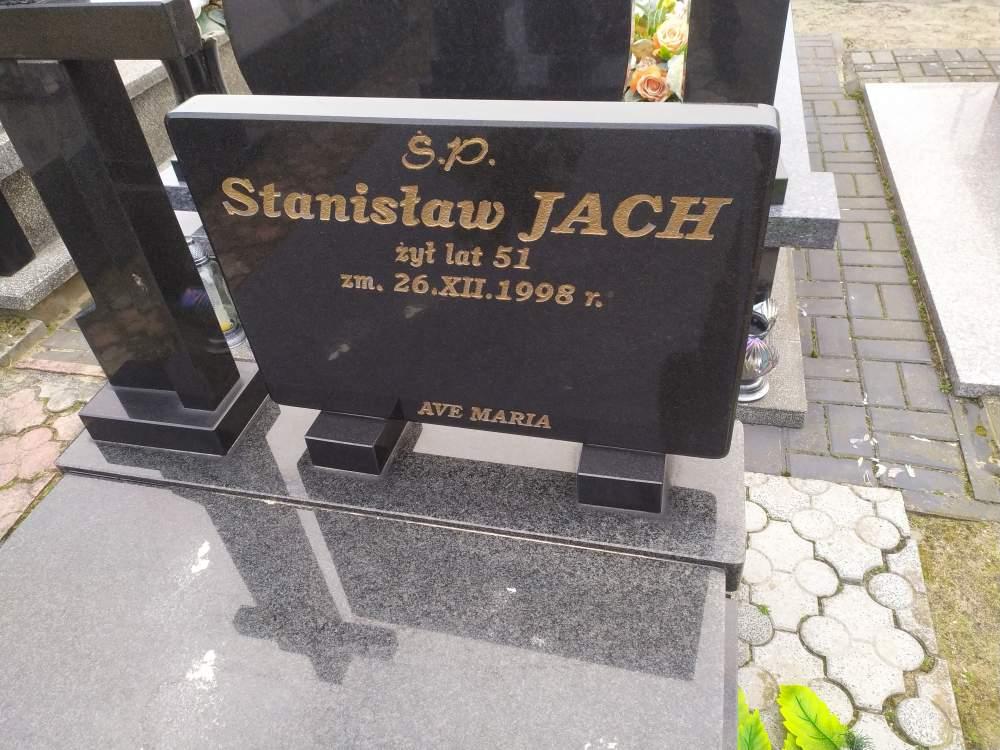 Ś.P.
Stanisław JACH
żył lat 51
zm. 26.XII.1998 r.
AVE MARIA